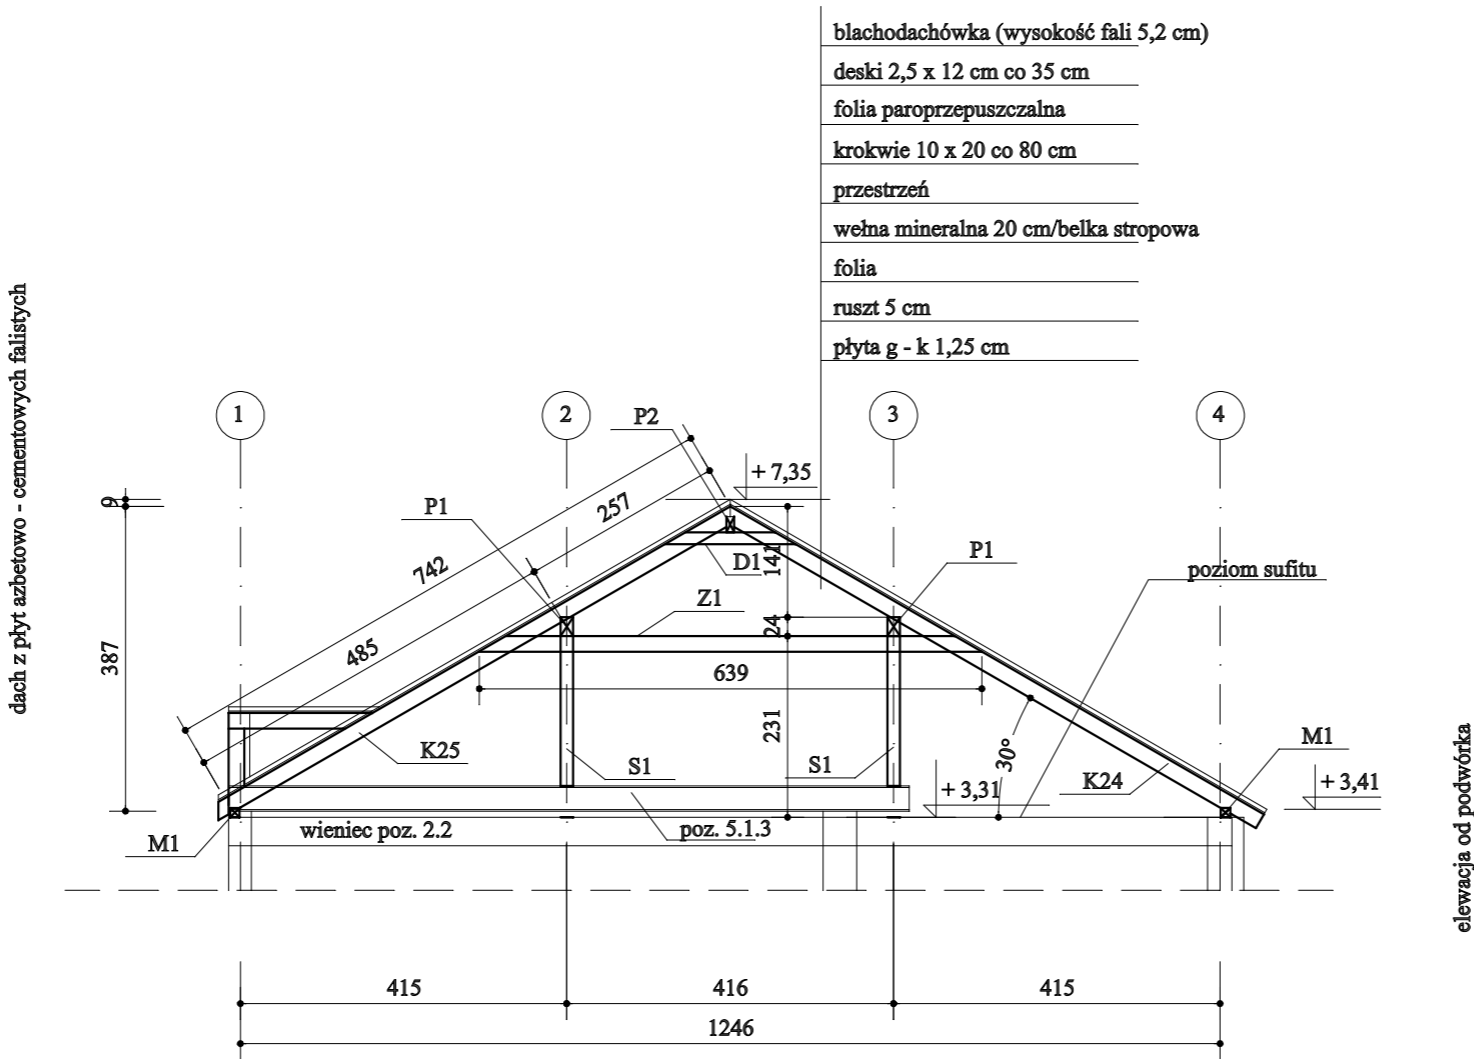 blachodachówka (wysokość fali 5,2 cm)
deski 2,5 x 12 cm co 35 cm
folia paroprzepuszczalna
krokwie 10 x 20 co 80 cm
przestrzeń
wełna mineralna 20 cm/belka stropowa
folia
ruszt 5 cm
płyta g - k 1,25 cm
dach z płyt azbetowo - cementowych falistych
1
2
3
4
P2
+ 7,35
9
P1
257
P1
742
D1
141
poziom sufitu
Z1
24
485
387
639
231
K25
S1
S1
30°
K24
M1
+ 3,31
+ 3,41
wieniec poz. 2.2
poz. 5.1.3
M1
elewacja od podwórka
415
416
415
1246